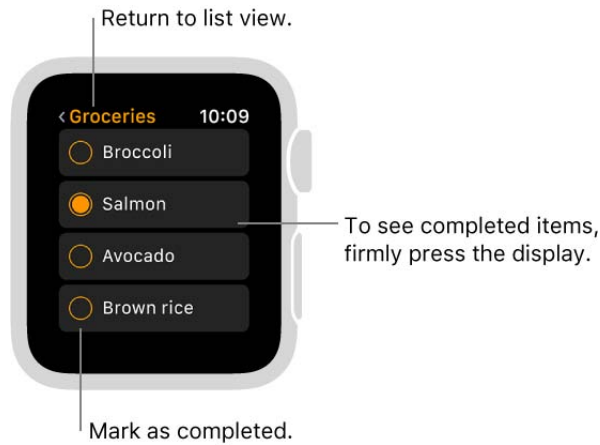 Return to list view.
<Groceries 10:09
Broccoli
Salmon
To see completed items,
firmly press the display.
Avocado
Brown rice
Mark as completed.